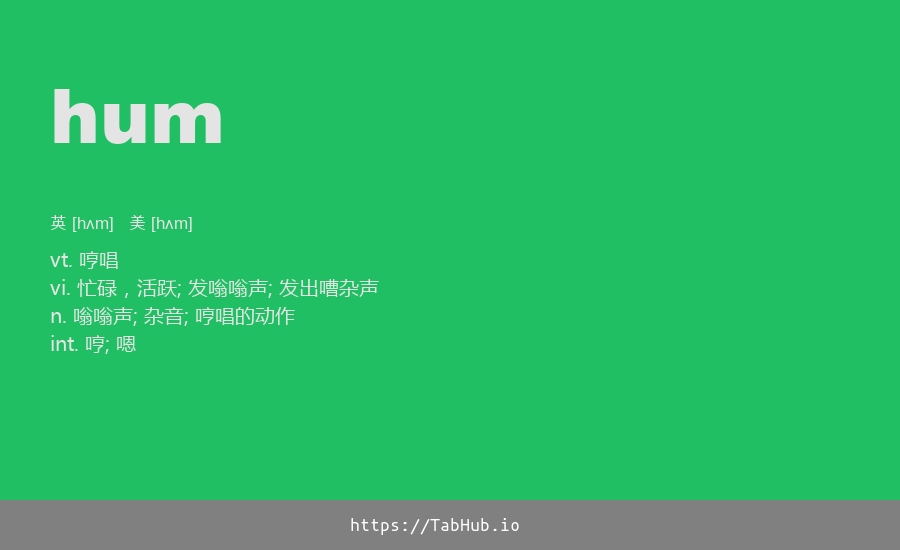 hum
英 [hʌm] 美 [hʌm]
vt. 哼唱
vi. 忙碌，活跃; 发嗡嗡声; 发出嘈杂声
n. 嗡嗡声; 杂音; 哼唱的动作
int. 哼; 嗯
https://TabHub.io